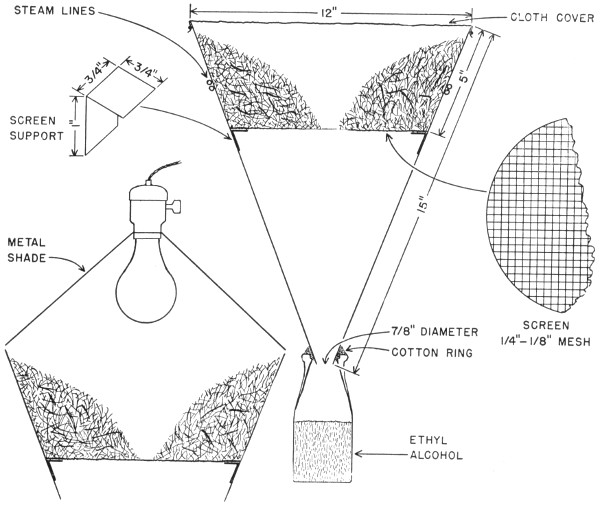 STEAM LINES
12"
CLOTH COVER
3/4"
3/4"
5"
SCREEN
SUPPORT
1"
15"
METAL
SHADE
SCREEN
1/4"–1/8" MESH
7/8" DIAMETER
COTTON RING
ETHYL
ALCOHOL